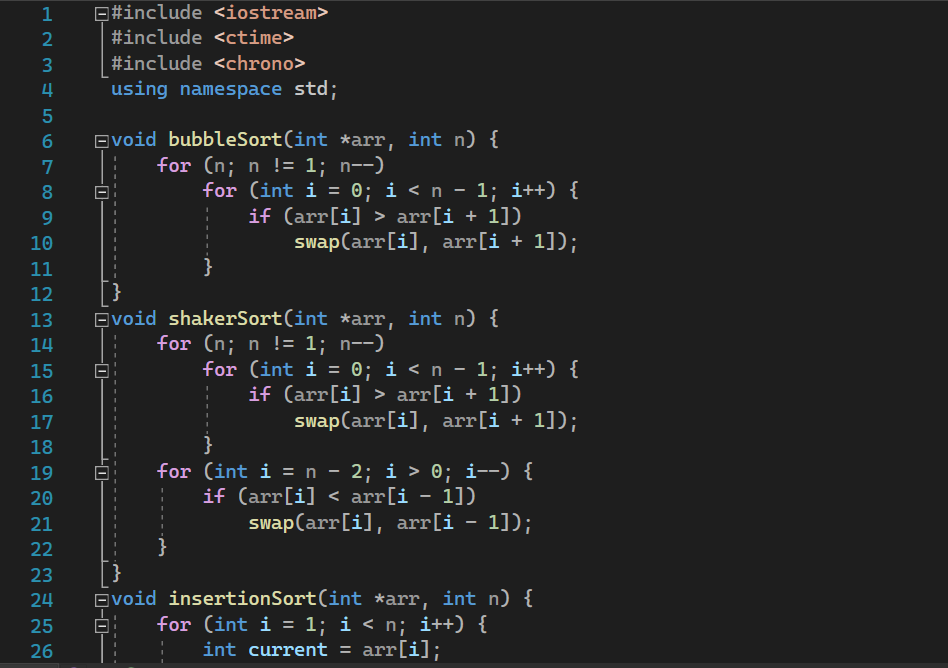 1 #include <iostream>
2 #include <ctime>
3 #include <chrono>
4 using namespace std;
5
6 void bubbleSort(int *arr, int n) {
7     for (n; n != 1; n--)
8         for (int i = 0; i < n - 1; i++) {
9             if (arr[i] > arr[i + 1])
10                 swap(arr[i], arr[i + 1]);
11         }
12 }
13 void shakerSort(int *arr, int n) {
14     for (n; n != 1; n--)
15         for (int i = 0; i < n - 1; i++) {
16             if (arr[i] > arr[i + 1])
17                 swap(arr[i], arr[i + 1]);
18         }
19     for (int i = n - 2; i > 0; i--) {
20         if (arr[i] < arr[i - 1])
21             swap(arr[i], arr[i - 1]);
22     }
23 }
24 void insertionSort(int *arr, int n) {
25     for (int i = 1; i < n; i++) {
26         int current = arr[i];